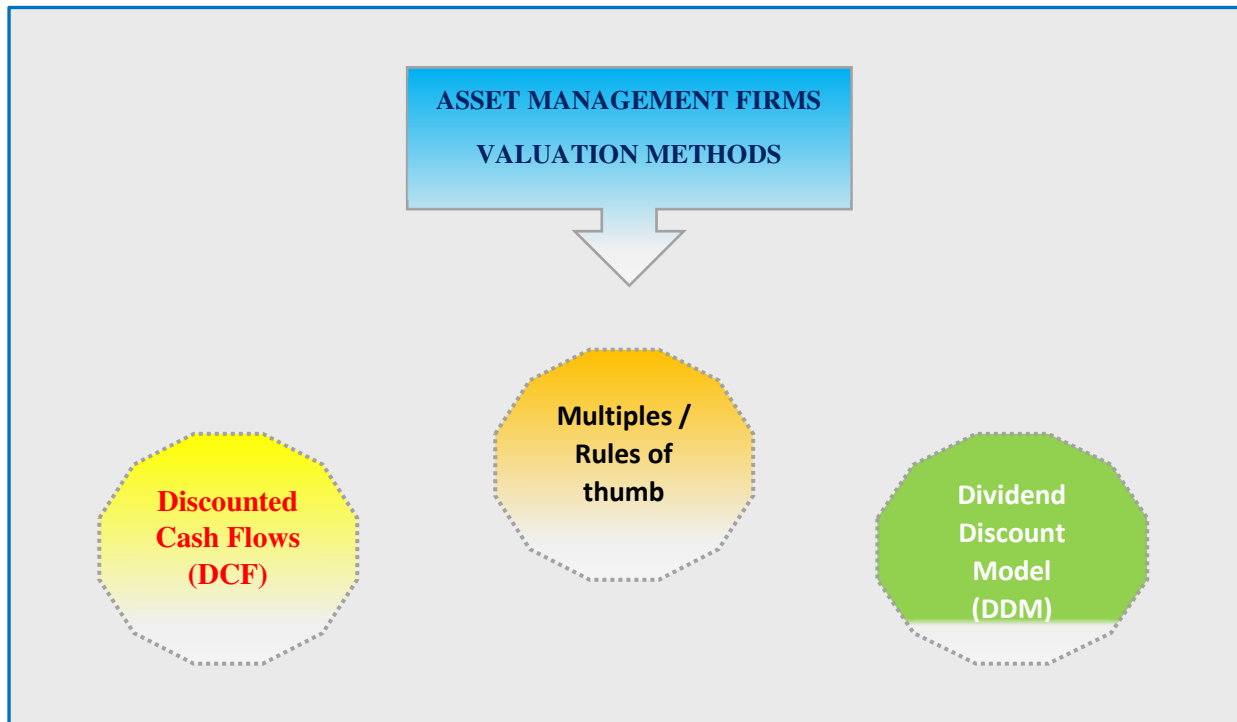 ASSET MANAGEMENT FIRMS
VALUATION METHODS
Multiples /
Rules of
thumb
Discounted
Cash Flows
(DCF)
Dividend
Discount
Model
(DDM)